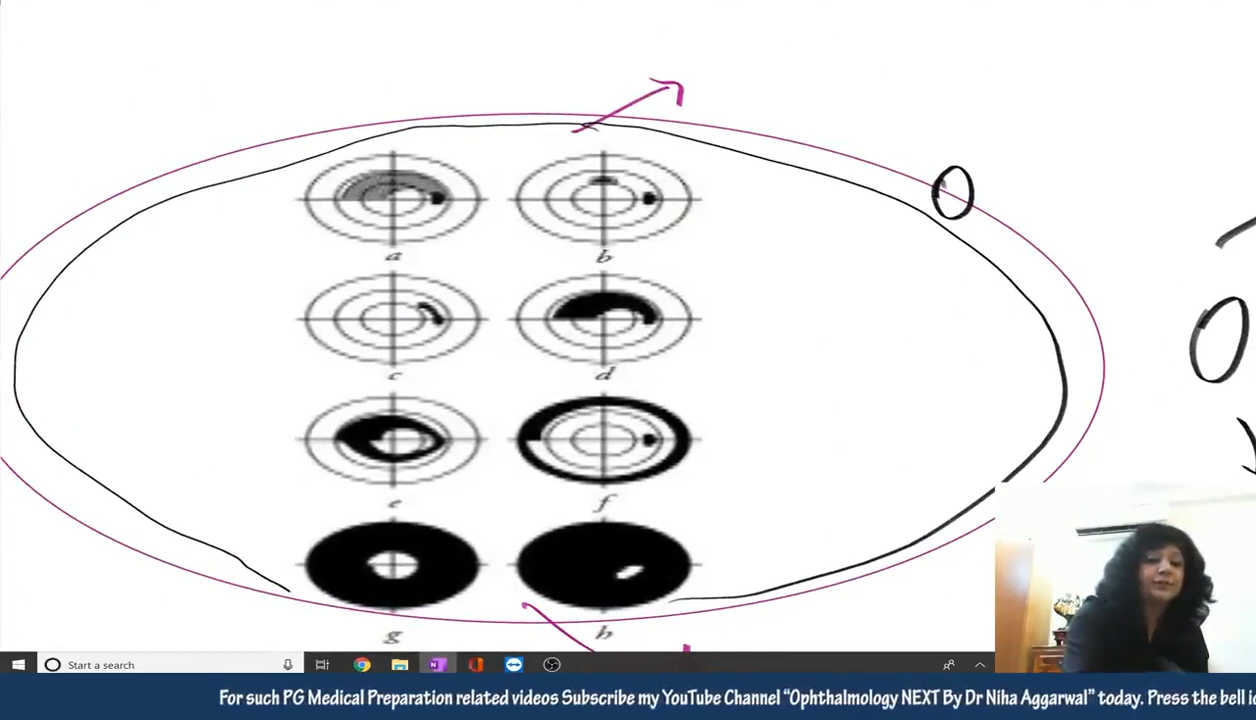 a
b
c
d
e
f
g
h
Start a search
For such PG Medical Preparation related videos Subscribe my YouTube Channel “Ophthalmology NEXT By Dr Niha Aggarwal” today. Press the bell i